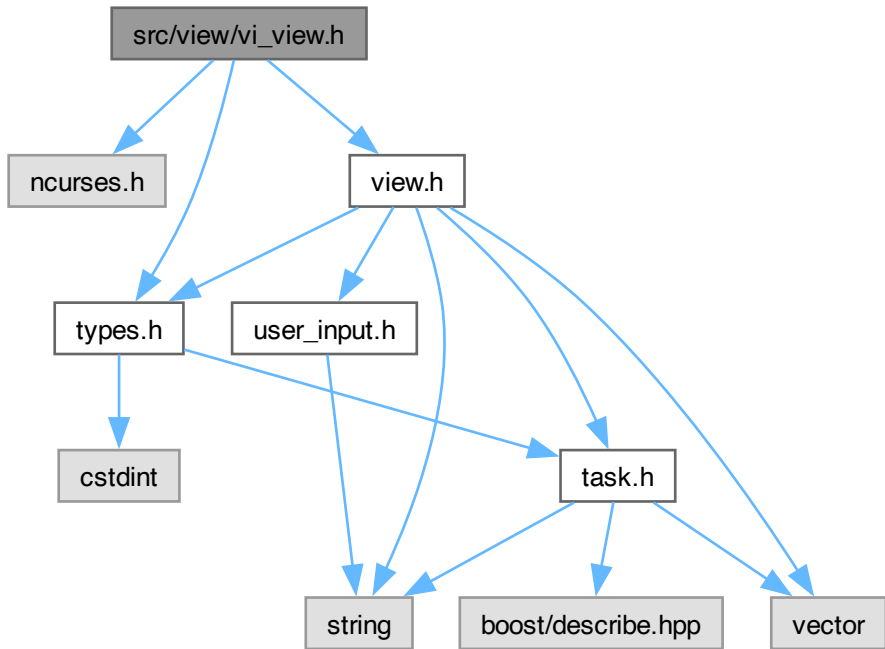 src/view/vi_view.h
ncurses.h
view.h
types.h
user_input.h
cstdint
task.h
string
boost/describe.hpp
vector